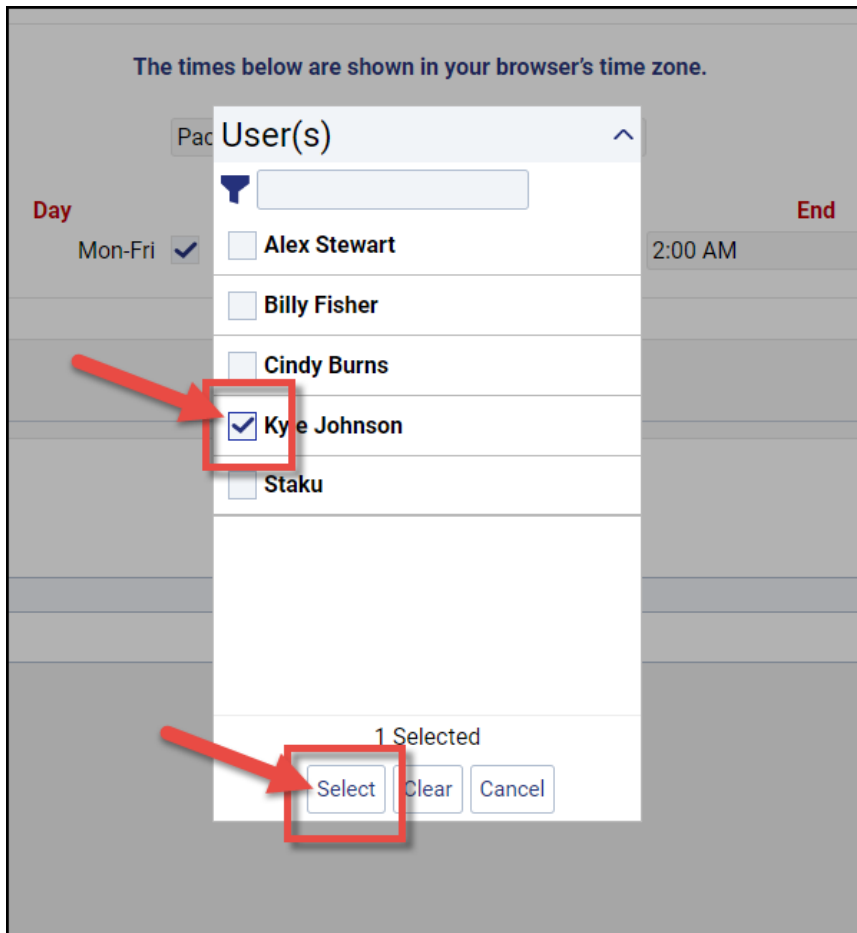 The times below are shown in your browser's time zone.
Pac
User(s)
Day
End
Mon-Fri
2:00 AM
Alex Stewart
Billy Fisher
Cindy Burns
Kyle Johnson
Staku
1 Selected
Select Clear Cancel